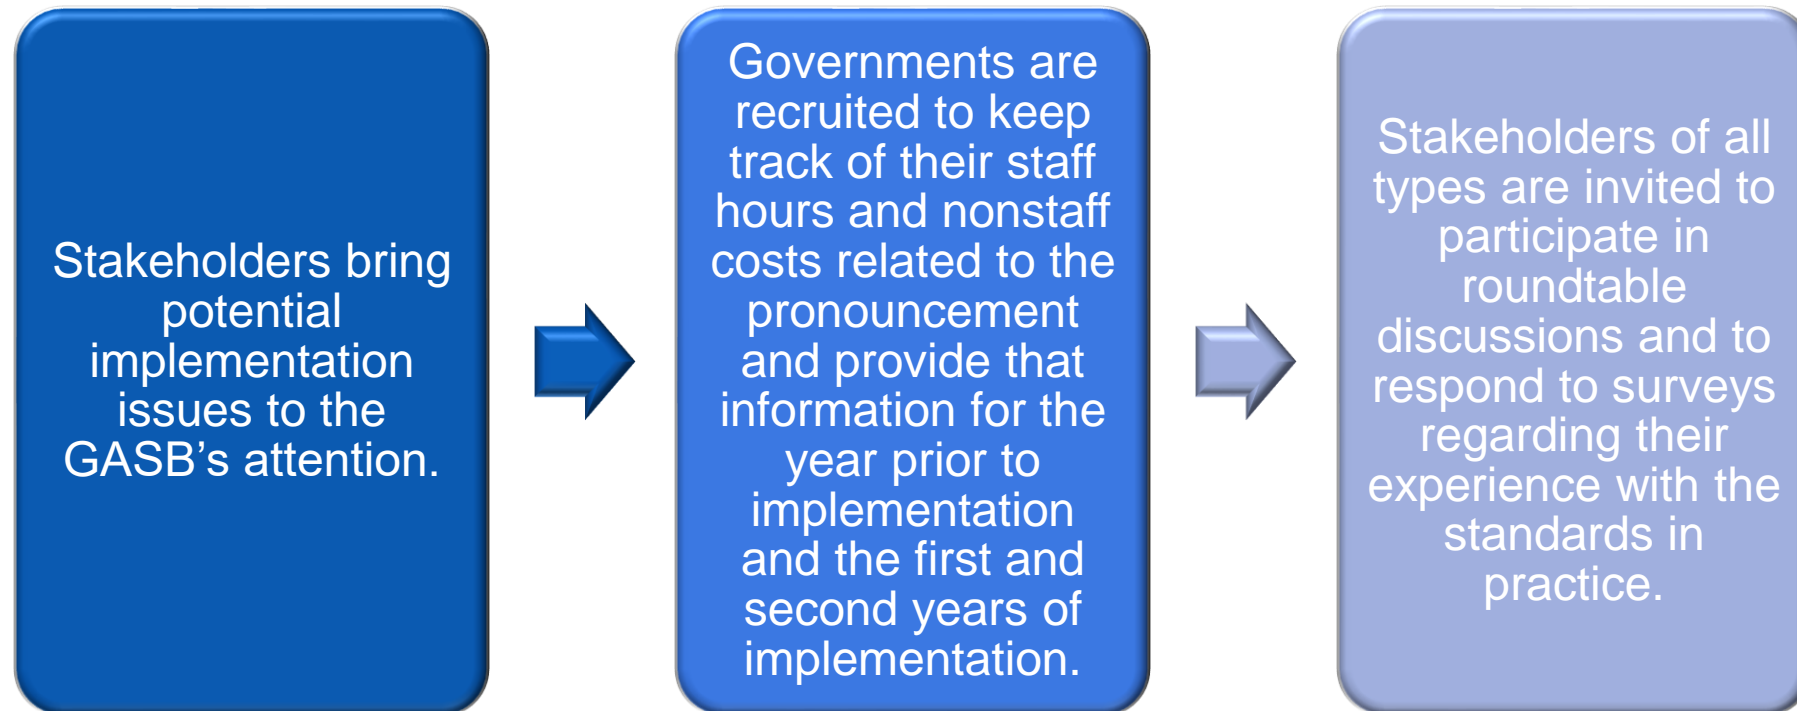 Stakeholders bring
potential
implementation
issues to the
GASB’s attention.
Governments are
recruited to keep
track of their staff
hours and nonstaff
costs related to the
pronouncement
and provide that
information for the
year prior to
implementation
and the first and
second years of
implementation.
Stakeholders of all
types are invited to
participate in
roundtable
discussions and to
respond to surveys
regarding their
experience with the
standards in
practice.